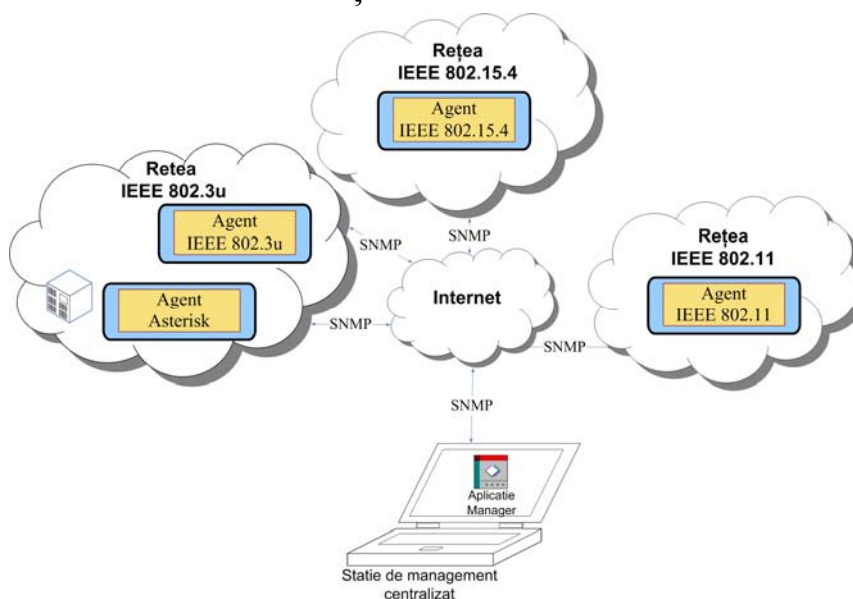 Rețea
IEEE 802.15.4
Agent
IEEE 802.15.4
Retea
IEEE 802.3u
Agent
IEEE 802.3u
Agent
Asterisk
SNMP
SNMP
SNMP
Internet
Rețea
IEEE 802.11
Agent
IEEE 802.11
SNMP
SNMP
Aplicatie
Manager
Statie de management
centralizat